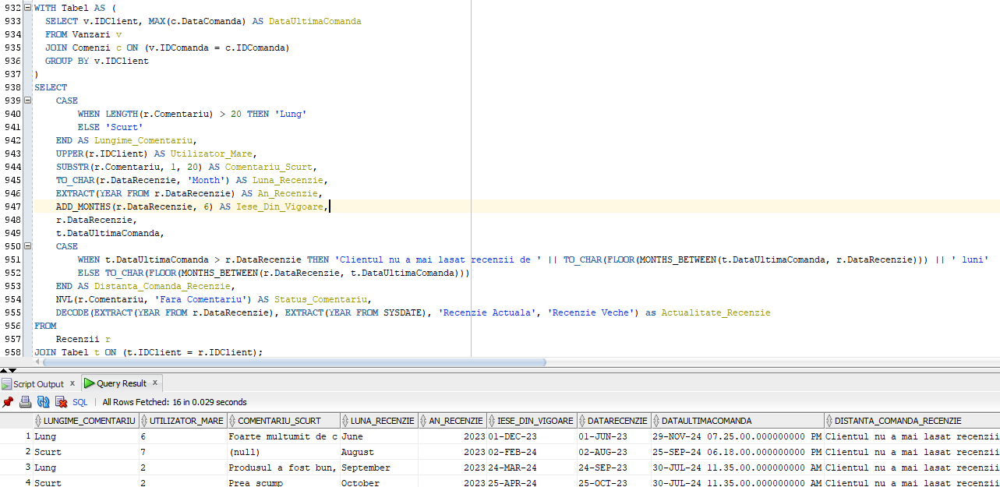 932 WITH Tabel AS (
933 SELECT v.IDClient, MAX(c.DataComanda) AS DataUltimaComanda
934 FROM Vanzari v
935 JOIN Comenzi c ON (v.IDComanda = c.IDComanda)
936 GROUP BY v.IDClient
937 )
938 SELECT
939 CASE
940 WHEN LENGTH(r.Comentariu) > 20 THEN 'Lung'
941 ELSE 'Scurt'
942 END AS Lungime_Comentariu,
943 UPPER(r.IDClient) AS Utilizator_Mare,
944 SUBSTR(r.Comentariu, 1, 20) AS Comentariu_Scurt,
945 TO_CHAR(r.DataRecenzie, 'Month') AS Luna_Recenzie,
946 EXTRACT(YEAR FROM r.DataRecenzie) AS An_Recenzie,
947 ADD_MONTHS(r.DataRecenzie, 6) AS Iese_Din_Vigoare,
948 r.DataRecenzie,
949 t.DataUltimaComanda,
950 CASE
951 WHEN t.DataUltimaComanda > r.DataRecenzie THEN 'Clientul nu a mai lasat recenzii de ' || TO_CHAR(FLOOR(MONTHS_BETWEEN(t.DataUltimaComanda, r.DataRecenzie))) || ' luni'
952 ELSE TO_CHAR(FLOOR(MONTHS_BETWEEN(r.DataRecenzie, t.DataUltimaComanda)))
953 END AS Distanta_Comanda_Recenzie,
954 NVL(r.Comentariu, 'Fara Comentariu') AS Status_Comentariu,
955 DECODE(EXTRACT(YEAR FROM r.DataRecenzie), EXTRACT(YEAR FROM SYSDATE), 'Recenzie Actuala', 'Recenzie Veche') as Actualitate_Recenzie
956 FROM
957 Recenzii r
958 JOIN Tabel t ON (t.IDClient = r.IDClient);
Script Output x Query Result x
SQL | All Rows Fetched: 16 in 0.029 seconds
LUNGIME_COMENTARIU UTILIZATOR_MARE COMENTARIU_SCURT LUNA_RECENZIE AN_RECENZIE IESE_DIN_VIGOARE DATARECENZIE DATAULTIMACOMANDA DISTANTA_COMANDA_RECENZIE
1 Lung 6 Foarte multumit de c June 2023 01-DEC-23 01-JUN-23 29-NOV-24 07.25.00.000000000 PM Clientul nu a mai lasat recenzii
2 Scurt 7 (null) August 2023 02-FEB-24 02-AUG-23 25-SEP-24 06.18.00.000000000 PM Clientul nu a mai lasat recenzii
3 Lung 2 Produsul a fost bun, September 2023 24-MAR-24 24-SEP-23 30-JUL-24 11.35.00.000000000 AM Clientul nu a mai lasat recenzii
4 Scurt 2 Prea scump October 2023 25-APR-24 25-OCT-23 30-JUL-24 11.35.00.000000000 AM Clientul nu a mai lasat recenzii